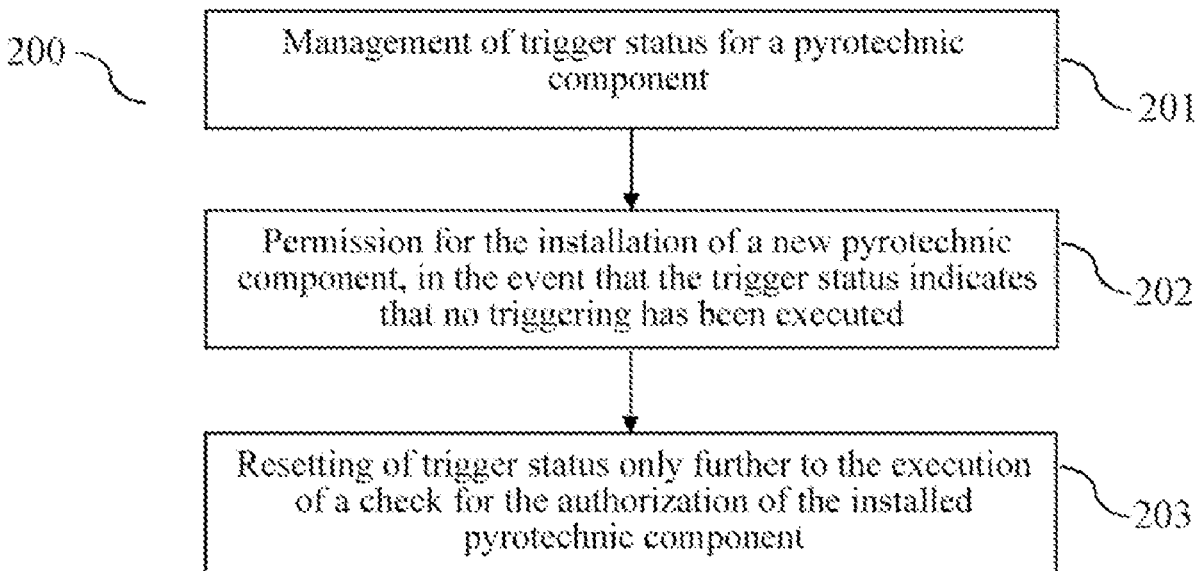 200
Management of trigger status for a pyrotechnic
component
201
Permission for the installation of a new pyrotechnic
component, in the event that the trigger status indicates
that no triggering has been executed
202
Resetting of trigger status only further to the execution
of a check for the authorization of the installed
pyrotechnic component
203